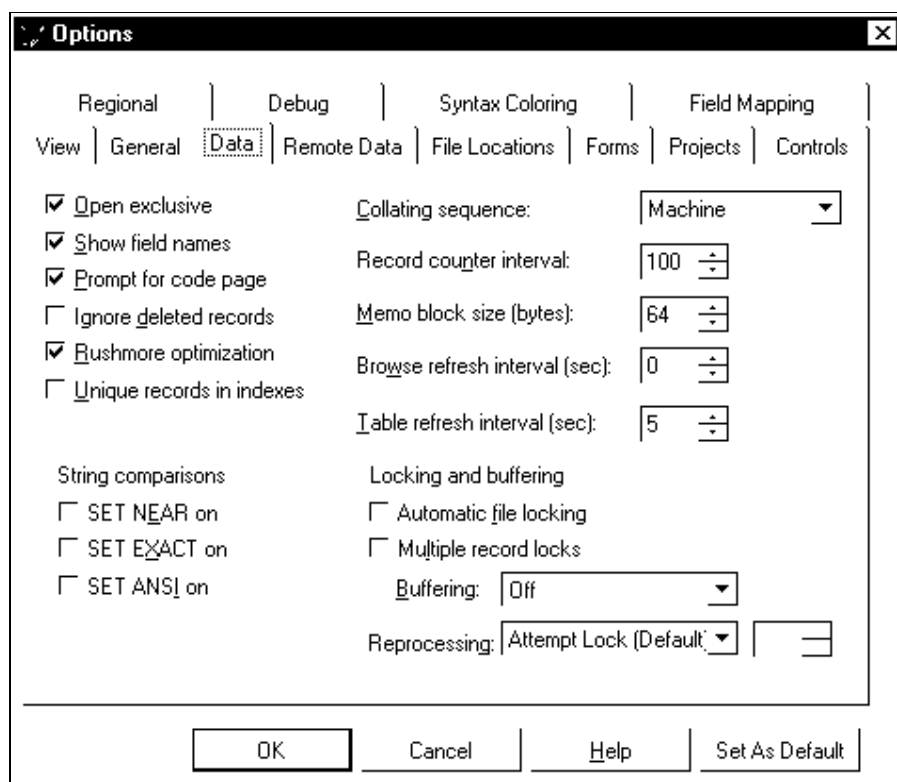 Options
Regional Debug Syntax Coloring Field Mapping
View General Data Remote Data File Locations Forms Projects Controls
Open exclusive
Show field names
Prompt for code page
Ignore deleted records
Rushmore optimization
Unique records in indexes
Collating sequence: Machine
Record counter interval: 100
Memo block size (bytes): 64
Browse refresh interval (sec): 0
Table refresh interval (sec): 5
String comparisons
SET NEAR on
SET EXACT on
SET ANSI on
Locking and buffering
Automatic file locking
Multiple record locks
Buffering: Off
Reprocessing: Attempt Lock (Default)
OK Cancel Help Set As Default